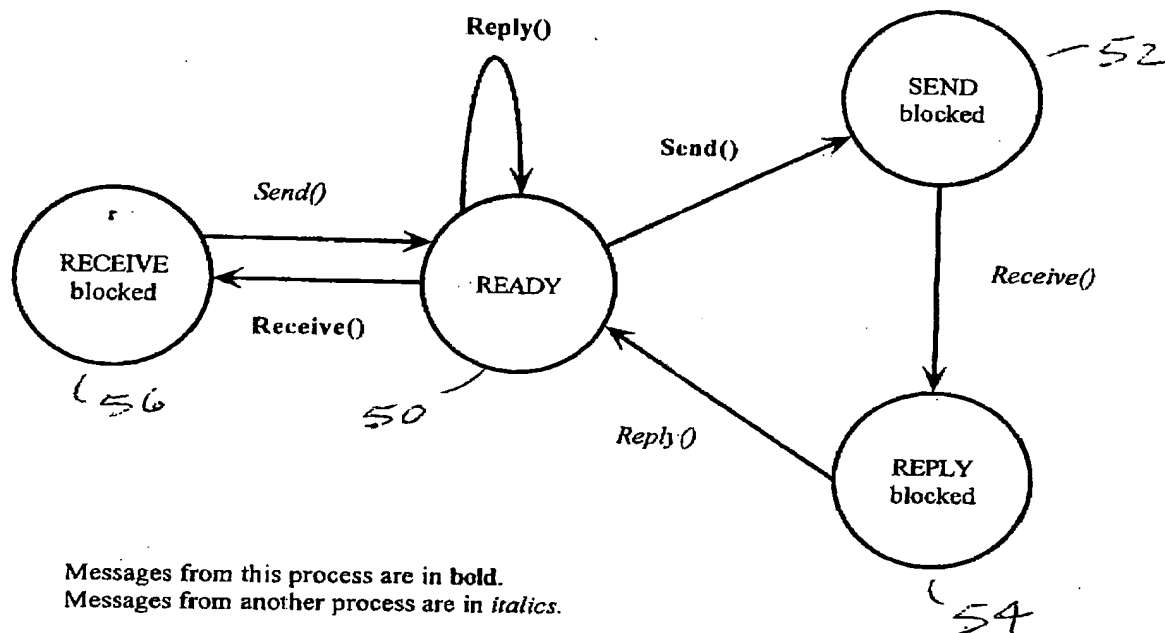 Reply()
52
SEND
blocked
Send()
Send()
RECEIVE
blocked
READY
Receive()
Receive()
56
50
Reply()
REPLY
blocked
Messages from this process are in bold.
Messages from another process are in italics.
54